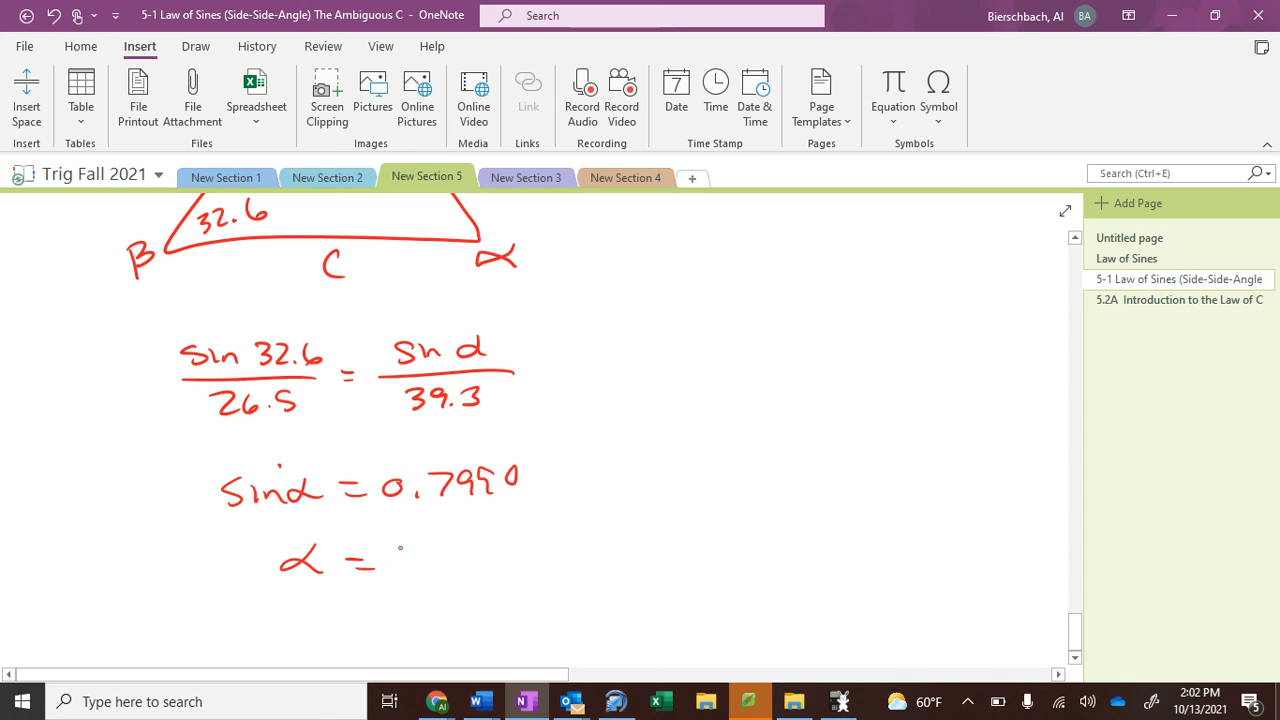 5-1 Law of Sines (Side-Side-Angle) The Ambiguous C - OneNote
Search
Bierschbach, Al
BA
File Home Insert Draw History Review View Help
Insert Space
Table
File Printout
File Attachment
Spreadsheet
Screen Clipping
Pictures
Online Pictures
Online Video
Link
Record Audio
Record Video
7
Date
Time
Date & Time
Page Templates
Equation
Symbol
Insert Tables Files Images Media Links Recording Time Stamp Pages Symbols
Trig Fall 2021
New Section 1
New Section 2
New Section 5
New Section 3
New Section 4
+
Search (Ctrl+E)
Add Page
Untitled page
Law of Sines
5-1 Law of Sines (Side-Side-Angle
5.2A Introduction to the Law of C
32.6
β
C
α
sin 32.6 / 26.5 = sin α / 39.3
sin α = 0.7990
α =
Type here to search
60°F
2:02 PM
10/13/2021
5